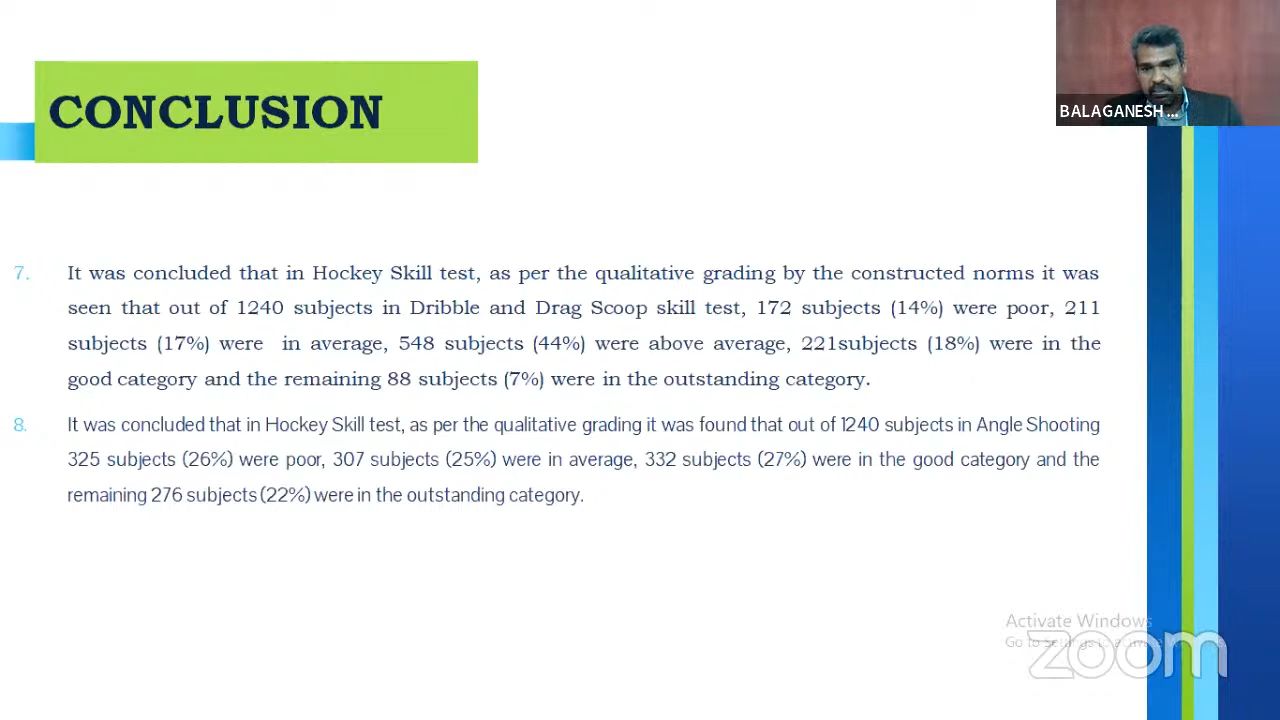 CONCLUSION
BALAGANESH ...
7. It was concluded that in Hockey Skill test, as per the qualitative grading by the constructed norms it was
seen that out of 1240 subjects in Dribble and Drag Scoop skill test, 172 subjects (14%) were poor, 211
subjects (17%) were in average, 548 subjects (44%) were above average, 221subjects (18%) were in the
good category and the remaining 88 subjects (7%) were in the outstanding category.
8. It was concluded that in Hockey Skill test, as per the qualitative grading it was found that out of 1240 subjects in Angle Shooting
325 subjects (26%) were poor, 307 subjects (25%) were in average, 332 subjects (27%) were in the good category and the
remaining 276 subjects (22%) were in the outstanding category.
Activate Windows
Go to Settings to activate Windows
zoom